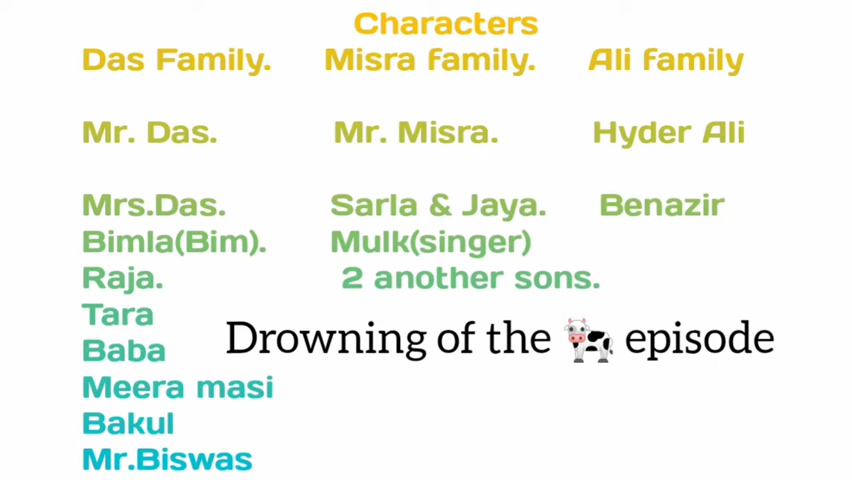 Characters
Das Family. Misra family. Ali family
Mr. Das. Mr. Misra. Hyder Ali
Mrs.Das. Sarla & Jaya. Benazir
Bimla(Bim). Mulk(singer)
Raja. 2 another sons.
Tara
Drowning of the 🐄 episode
Baba
Meera masi
Bakul
Mr.Biswas